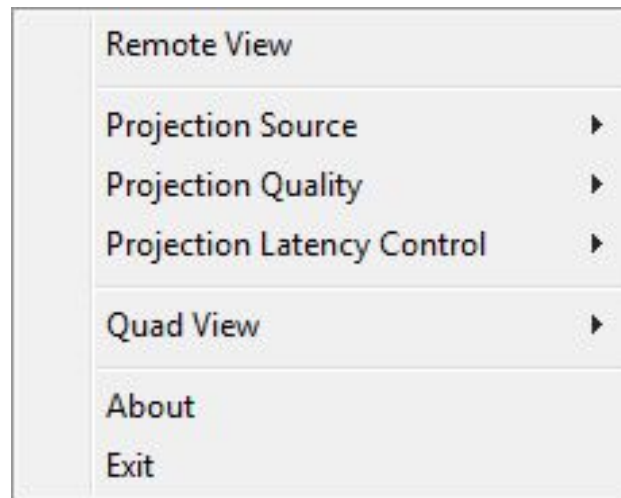 Remote View
Projection Source
Projection Quality
Projection Latency Control
Quad View
About
Exit